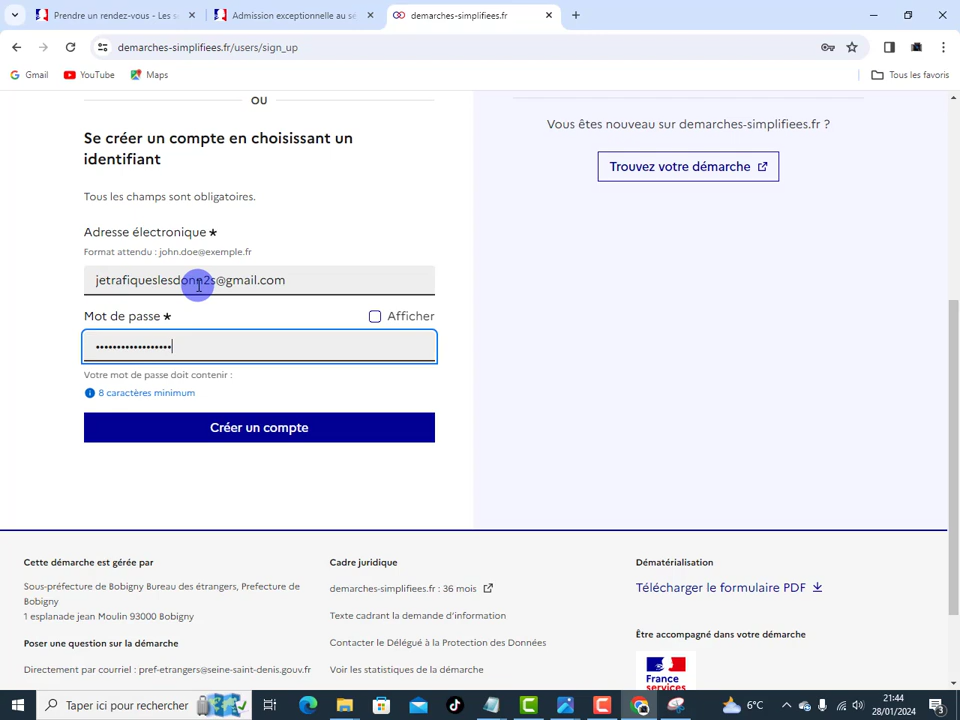 Prendre un rendez-vous - Les s
Admission exceptionnelle au sé
demarches-simplifiees.fr
demarches-simplifiees.fr/users/sign_up
Gmail
YouTube
Maps
Tous les favoris
OU
Se créer un compte en choisissant un
identifiant
Tous les champs sont obligatoires.
Adresse électronique *
Format attendu : john.doe@exemple.fr
jetrafiqueslesdonn2s@gmail.com
Mot de passe *
Afficher
••••••••••••••••••
Votre mot de passe doit contenir :
8 caractères minimum
Créer un compte
Vous êtes nouveau sur demarches-simplifiees.fr ?
Trouvez votre démarche
Cette démarche est gérée par
Sous-préfecture de Bobigny Bureau des étrangers, Prefecture de
Bobigny
1 esplanade jean Moulin 93000 Bobigny
Poser une question sur la démarche
Directement par courriel : pref-etrangers@seine-saint-denis.gouv.fr
Cadre juridique
demarches-simplifiees.fr : 36 mois
Texte cadrant la demande d'information
Contacter le Délégué à la Protection des Données
Voir les statistiques de la démarche
Dématérialisation
Télécharger le formulaire PDF
Être accompagné dans votre démarche
France
services
Taper ici pour rechercher
6°C
21:44
28/01/2024
3